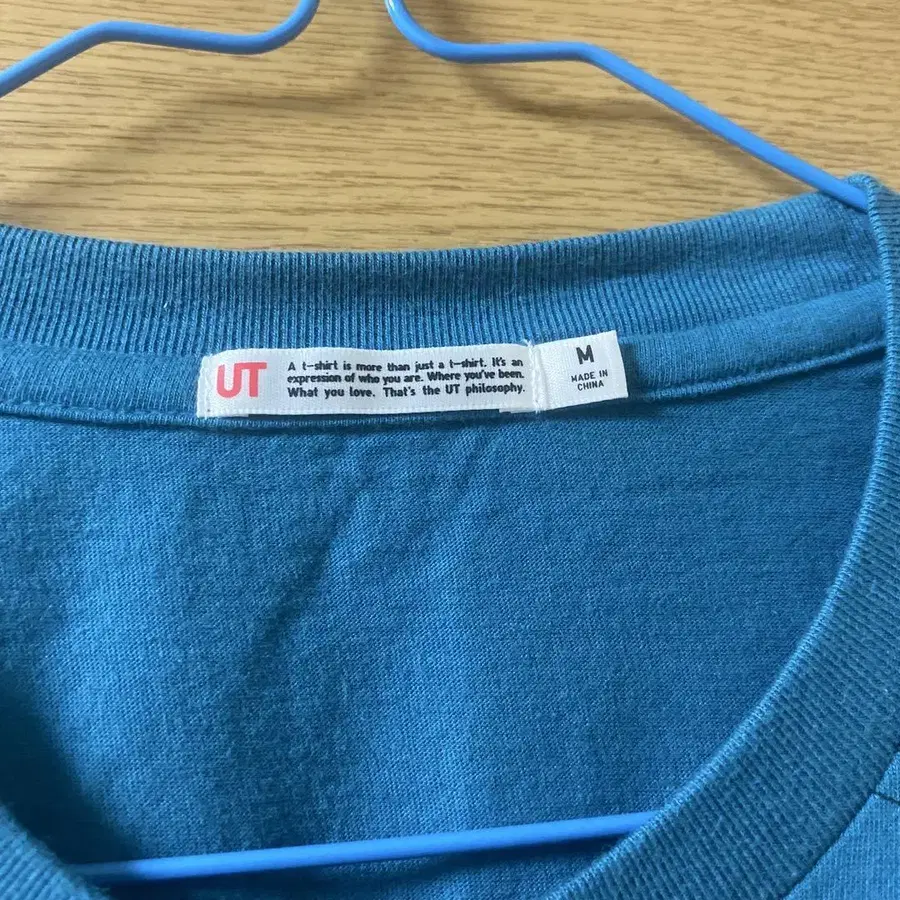 UT
A t-shirt is more than just a t-shirt. It's an
expression of who you are. Where you've been.
What you love. That's the UT philosophy.
M
MADE IN
CHINA